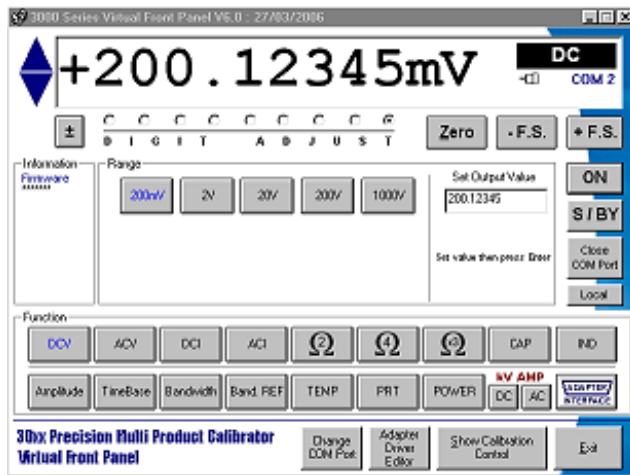 3000 Series Virtual Front Panel V6.0 : 27/03/2006
+200.12345mV
DC
COM 2
±
DIGIT ADJUST
Zero
- F.S.
+ F.S.
Information
Firmware
Range
200mV
2V
20V
200V
1000V
Set Output Value
200.12345
Set value then press Enter
ON
S / BY
Close COM Port
Local
Function
DCV
ACV
DCI
ACI
Ω2
Ω4
CAP
IND
Amplitude
TimeBase
Bandwidth
Band. REF
TEMP
PRT
POWER
kV AMP
DC
AC
ADAPTER/
INTERFACE
30xx Precision Multi Product Calibrator
Virtual Front Panel
Change
COM Port
Adapter
Driver
Editor
Show Calibration
Control
Exit